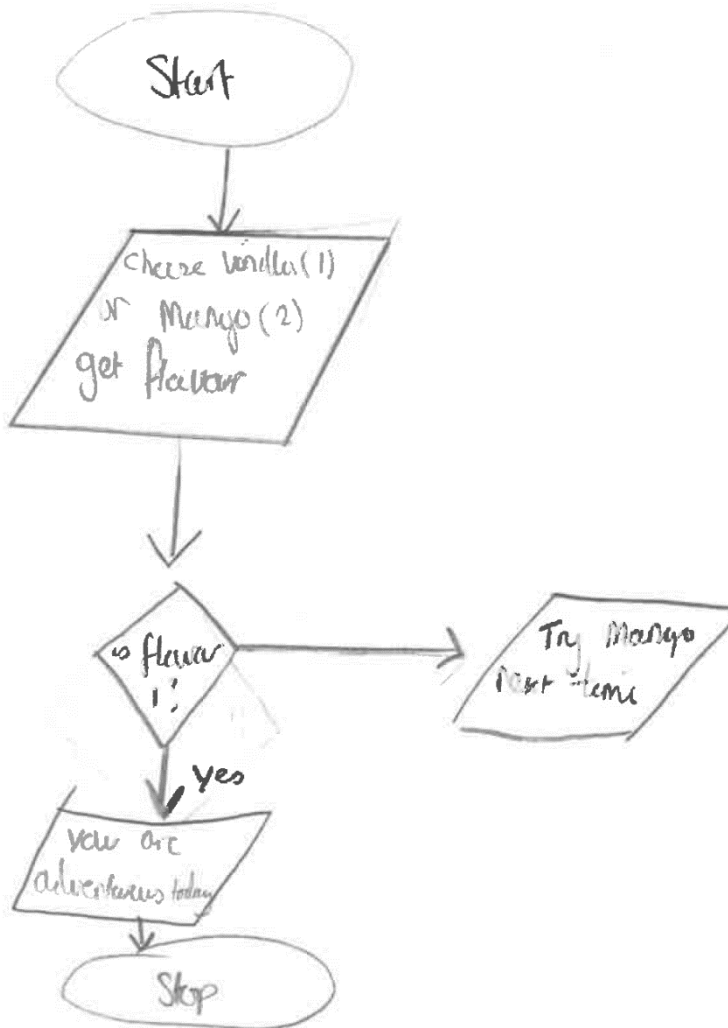 Start
choose vanilla (1)
or Mango (2)
get flavour
is flavour
1?
Try Mango
next time
Yes
you are
adventurous today
Stop